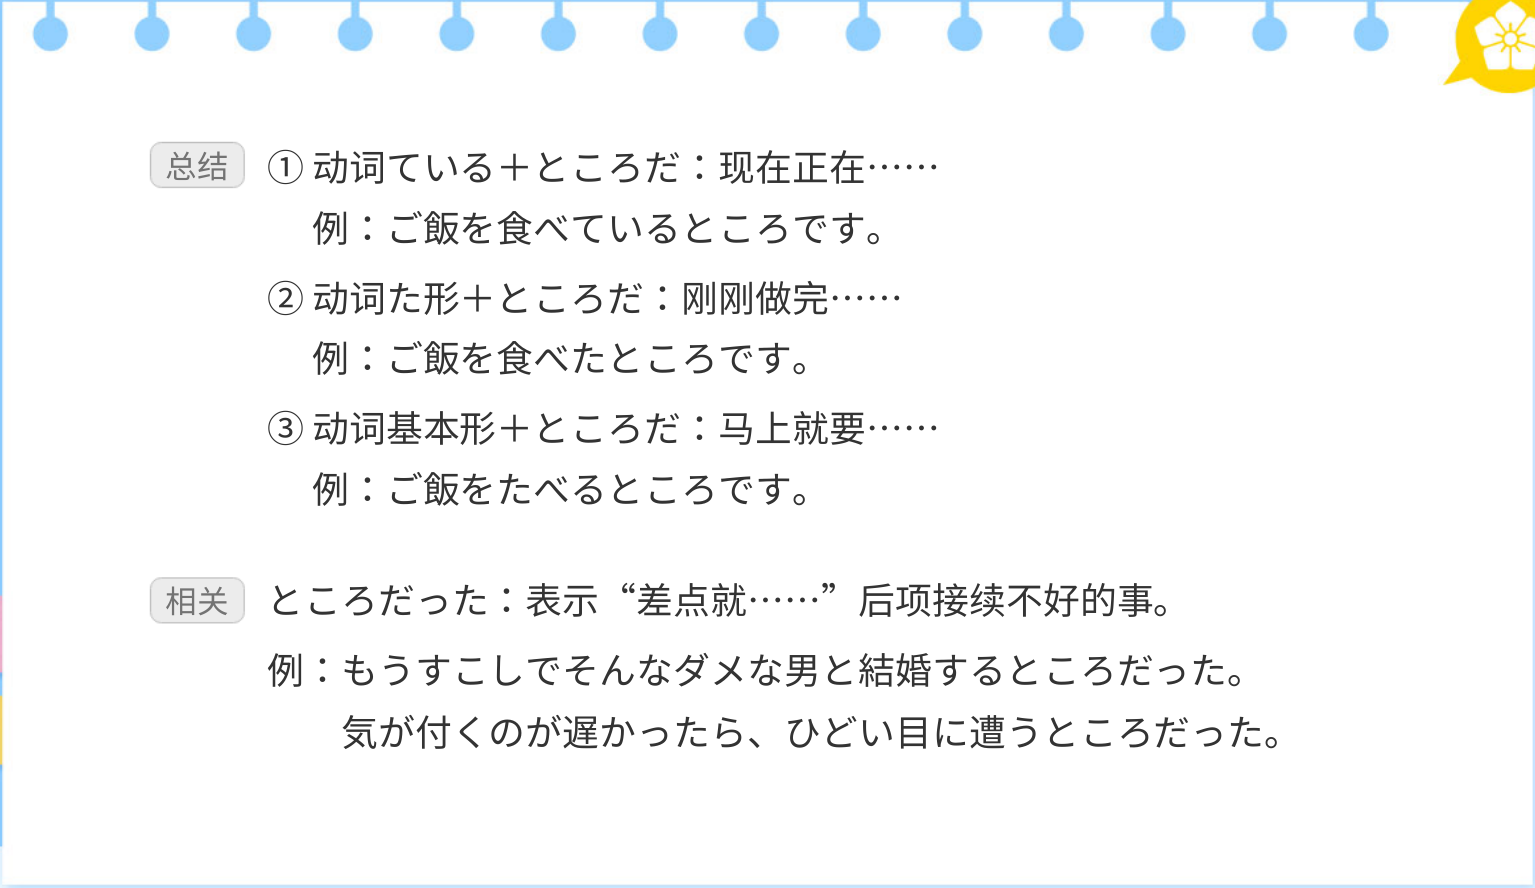 总结 ① 动词ている＋ところだ：现在正在……
例：ご飯を食べているところです。
② 动词た形＋ところだ：刚刚做完……
例：ご飯を食べたところです。
③ 动词基本形＋ところだ：马上就要……
例：ご飯をたべるところです。
相关 ところだった：表示“差点就……”后项接续不好的事。
例：もうすこしでそんなダメな男と結婚するところだった。
気が付くのが遅かったら、ひどい目に遭うところだった。